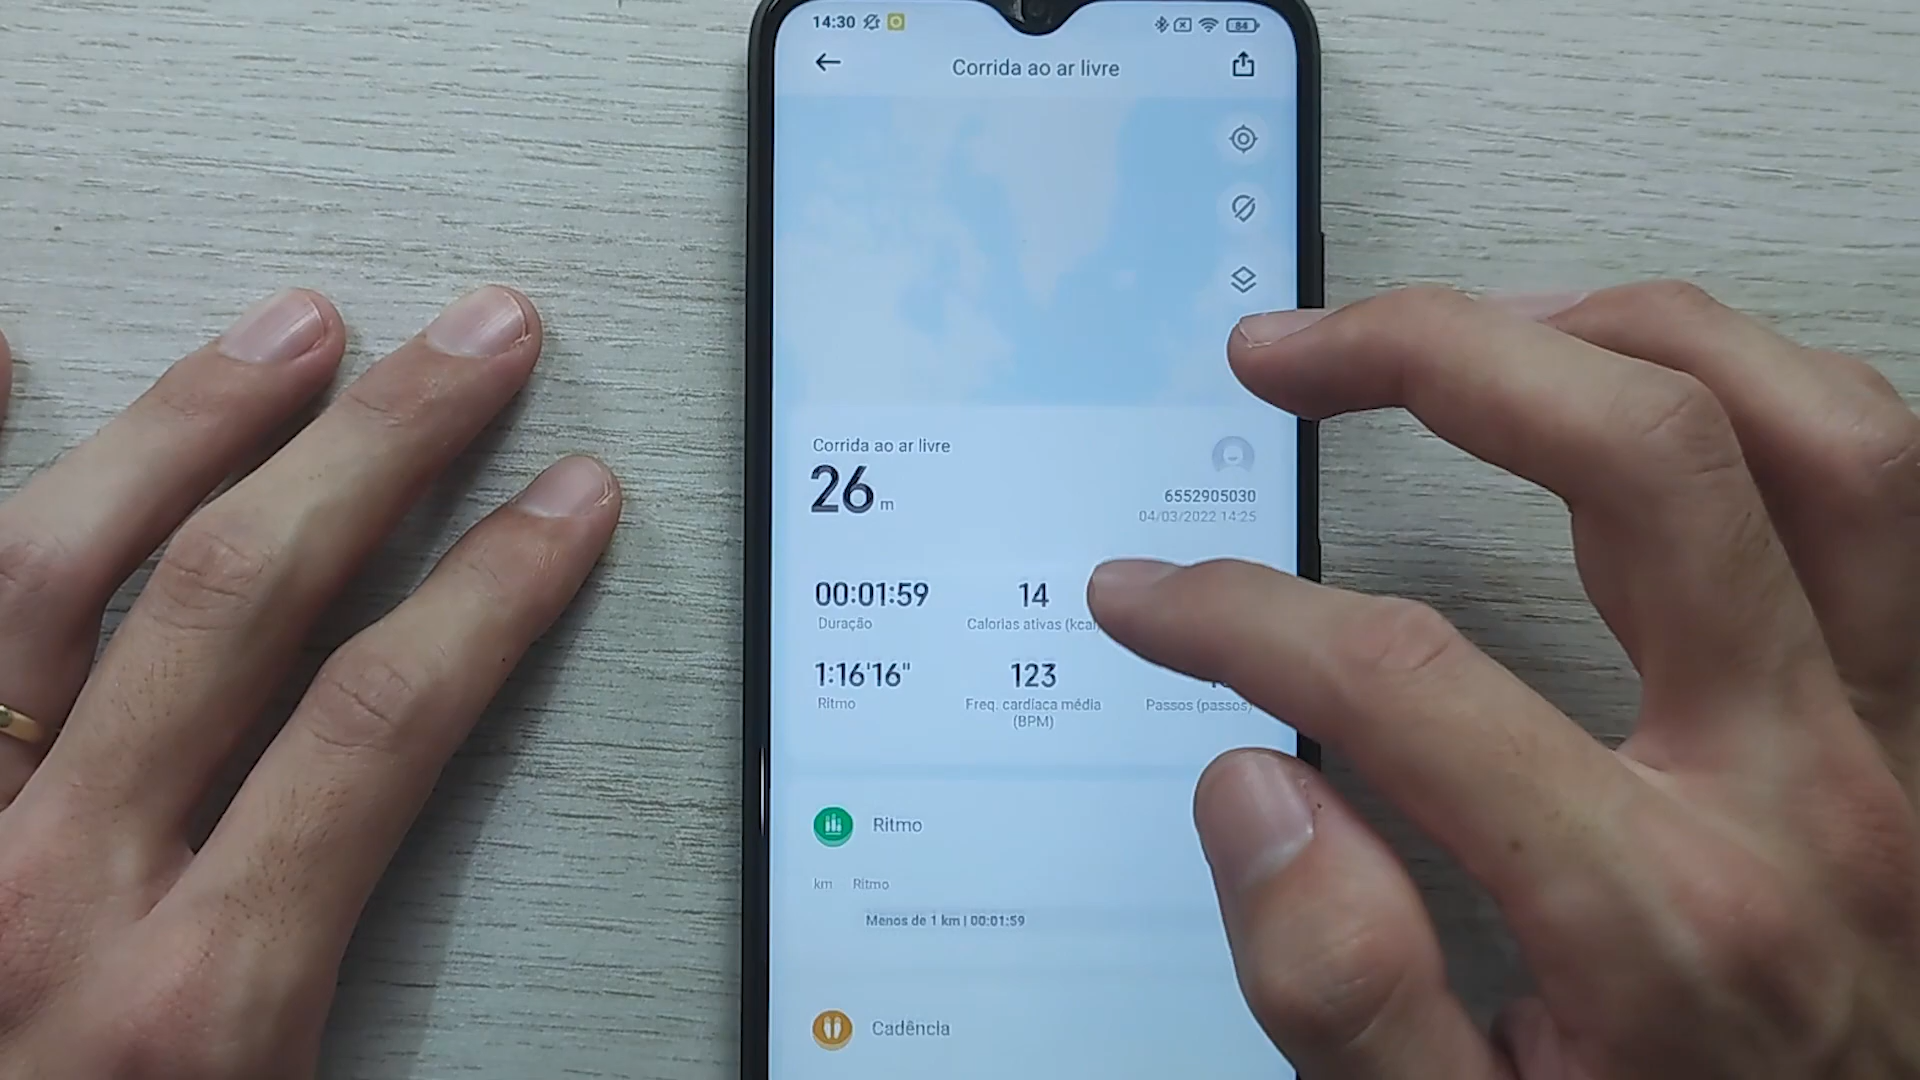 14:30
84
Corrida ao ar livre
Corrida ao ar livre
26 m
6552905030
04/03/2022 14:25
00:01:59
14
Duração
Calorias ativas
1:16'16"
123
Ritmo
Freq. cardíaca média
(BPM)
Passos (passos)
Ritmo
km Ritmo
Menos de 1 km | 00:01:59
Cadência